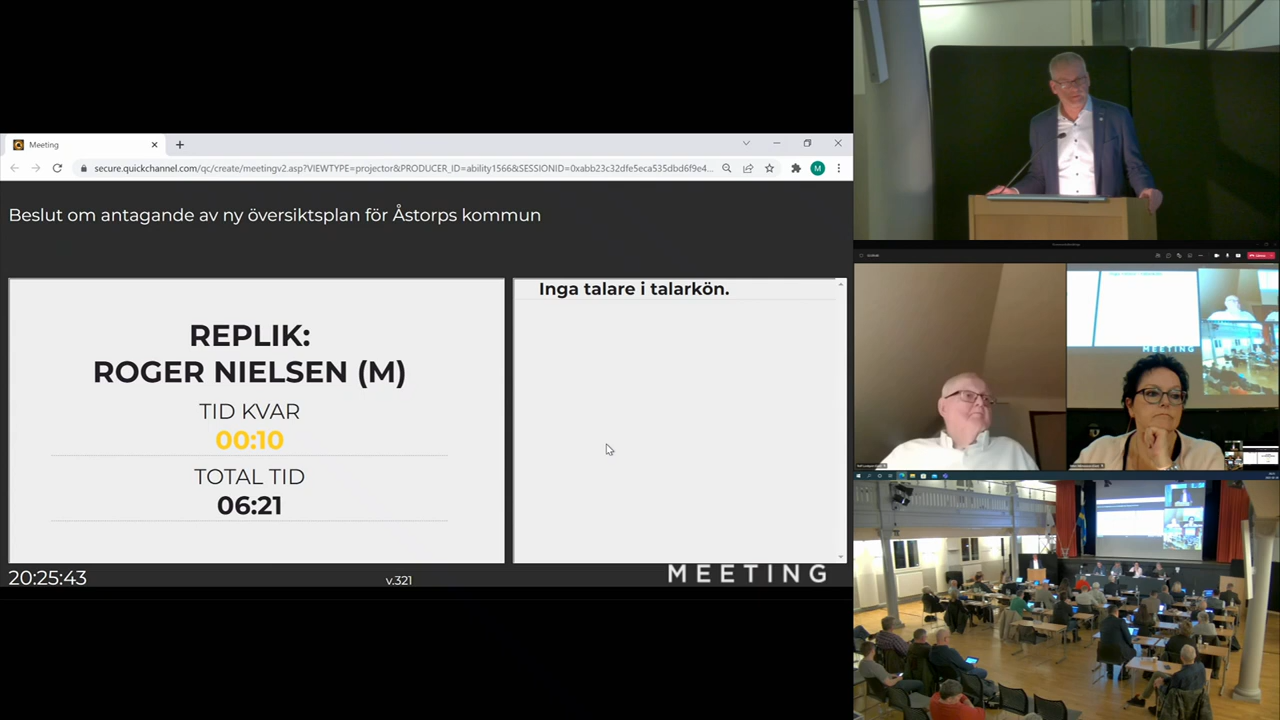 Meeting
secure.quickchannel.com/qc/create/meetingv2.asp?VIEWTYPE=projector&PRODUCER_ID=ability1566&SESSIONID=0xabb23c32dfe5eca535dbd6f9e4...
M
Beslut om antagande av ny översiktsplan för Åstorps kommun
REPLIK:
ROGER NIELSEN (M)
TID KVAR
00:10
TOTAL TID
06:21
Inga talare i talarkön.
20:25:43
v.321
MEETING
MEETING